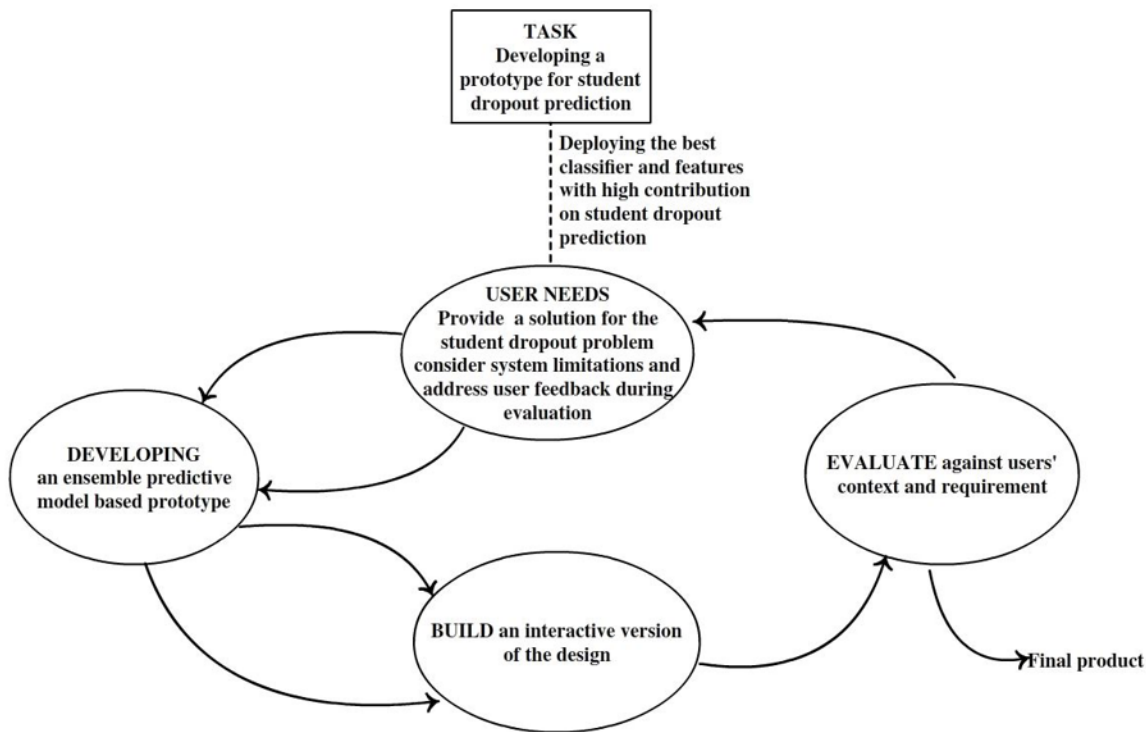 TASK
Developing a
prototype for student
dropout prediction
Deploying the best
classifier and features
with high contribution
on student dropout
prediction
USER NEEDS
Provide a solution for the
student dropout problem
consider system limitations and
address user feedback during
evaluation
DEVELOPING
an ensemble predictive
model based prototype
EVALUATE against users'
context and requirement
BUILD an interactive version
of the design
Final product